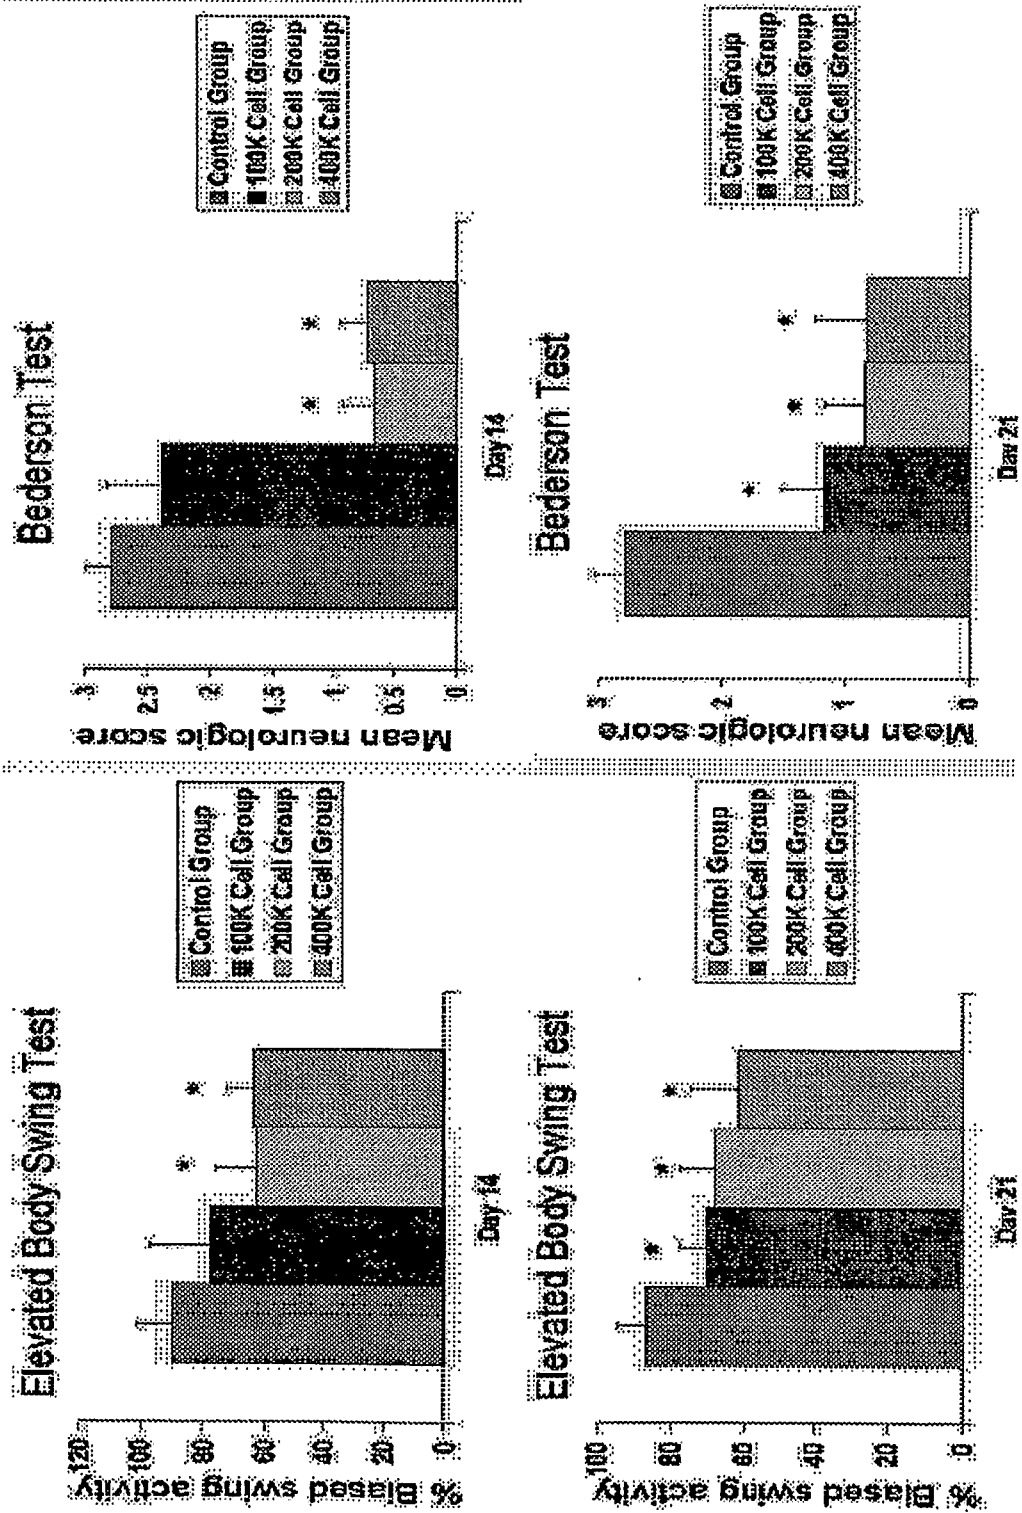 Elevated Body Swing Test
% Biased swing activity
120
100
80
60
40
20
0
*
*
Day 14
Control Group
100K Cell Group
200K Cell Group
400K Cell Group
Bederson Test
Mean neurologic score
3
2.5
2
1.5
1
0.5
0
*
*
Day 14
Control Group
100K Cell Group
200K Cell Group
400K Cell Group
Elevated Body Swing Test
% Biased swing activity
100
80
60
40
20
0
*
*
*
Day 21
Control Group
100K Cell Group
200K Cell Group
400K Cell Group
Bederson Test
Mean neurologic score
3
2
1
0
*
*
*
Day 21
Control Group
100K Cell Group
200K Cell Group
400K Cell Group